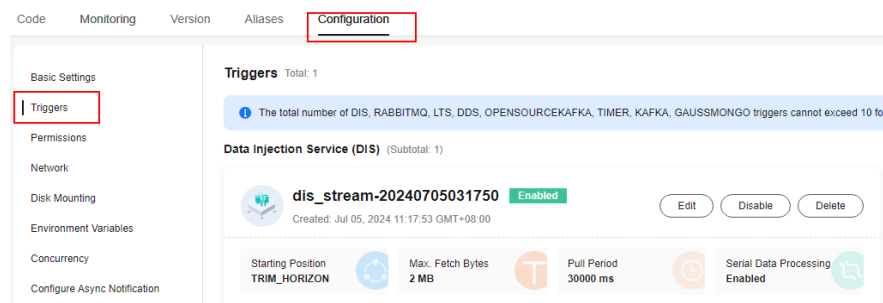 Code Monitoring Version Aliases Configuration
Basic Settings
Triggers
Permissions
Network
Disk Mounting
Environment Variables
Concurrency
Configure Async Notification
Triggers Total: 1
The total number of DIS, RABBITMQ, LTS, DDS, OPENSOURCEKAFKA, TIMER, KAFKA, GAUSSMONGO triggers cannot exceed 10 fo
Data Injection Service (DIS) (Subtotal: 1)
dis_stream-20240705031750 Enabled
Created: Jul 05, 2024 11:17:53 GMT+08:00
Edit Disable Delete
Starting Position
TRIM_HORIZON
Max. Fetch Bytes
2 MB
Pull Period
30000 ms
Serial Data Processing
Enabled